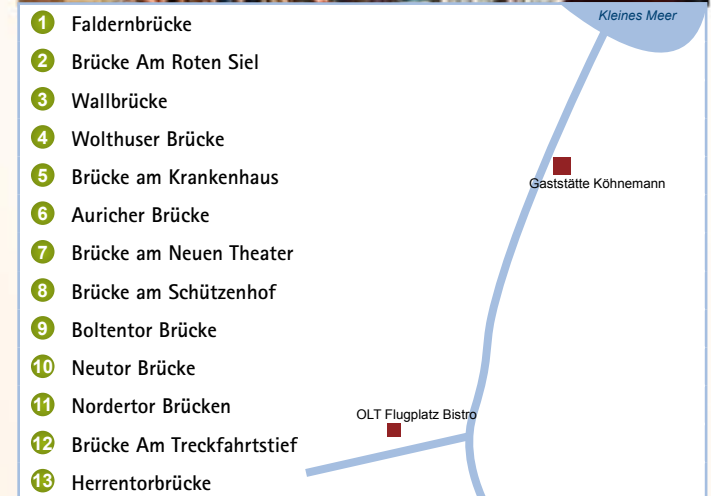 Kleines Meer
1 Faldernbrücke
2 Brücke Am Roten Siel
3 Wallbrücke
4 Wolthuser Brücke
5 Brücke am Krankenhaus
6 Auricher Brücke
7 Brücke am Neuen Theater
8 Brücke am Schützenhof
9 Boltentor Brücke
10 Neutor Brücke
11 Nordertor Brücken
12 Brücke Am Treckfahrtstief
13 Herrentorbrücke
Gaststätte Köhnemann
OLT Flugplatz Bistro